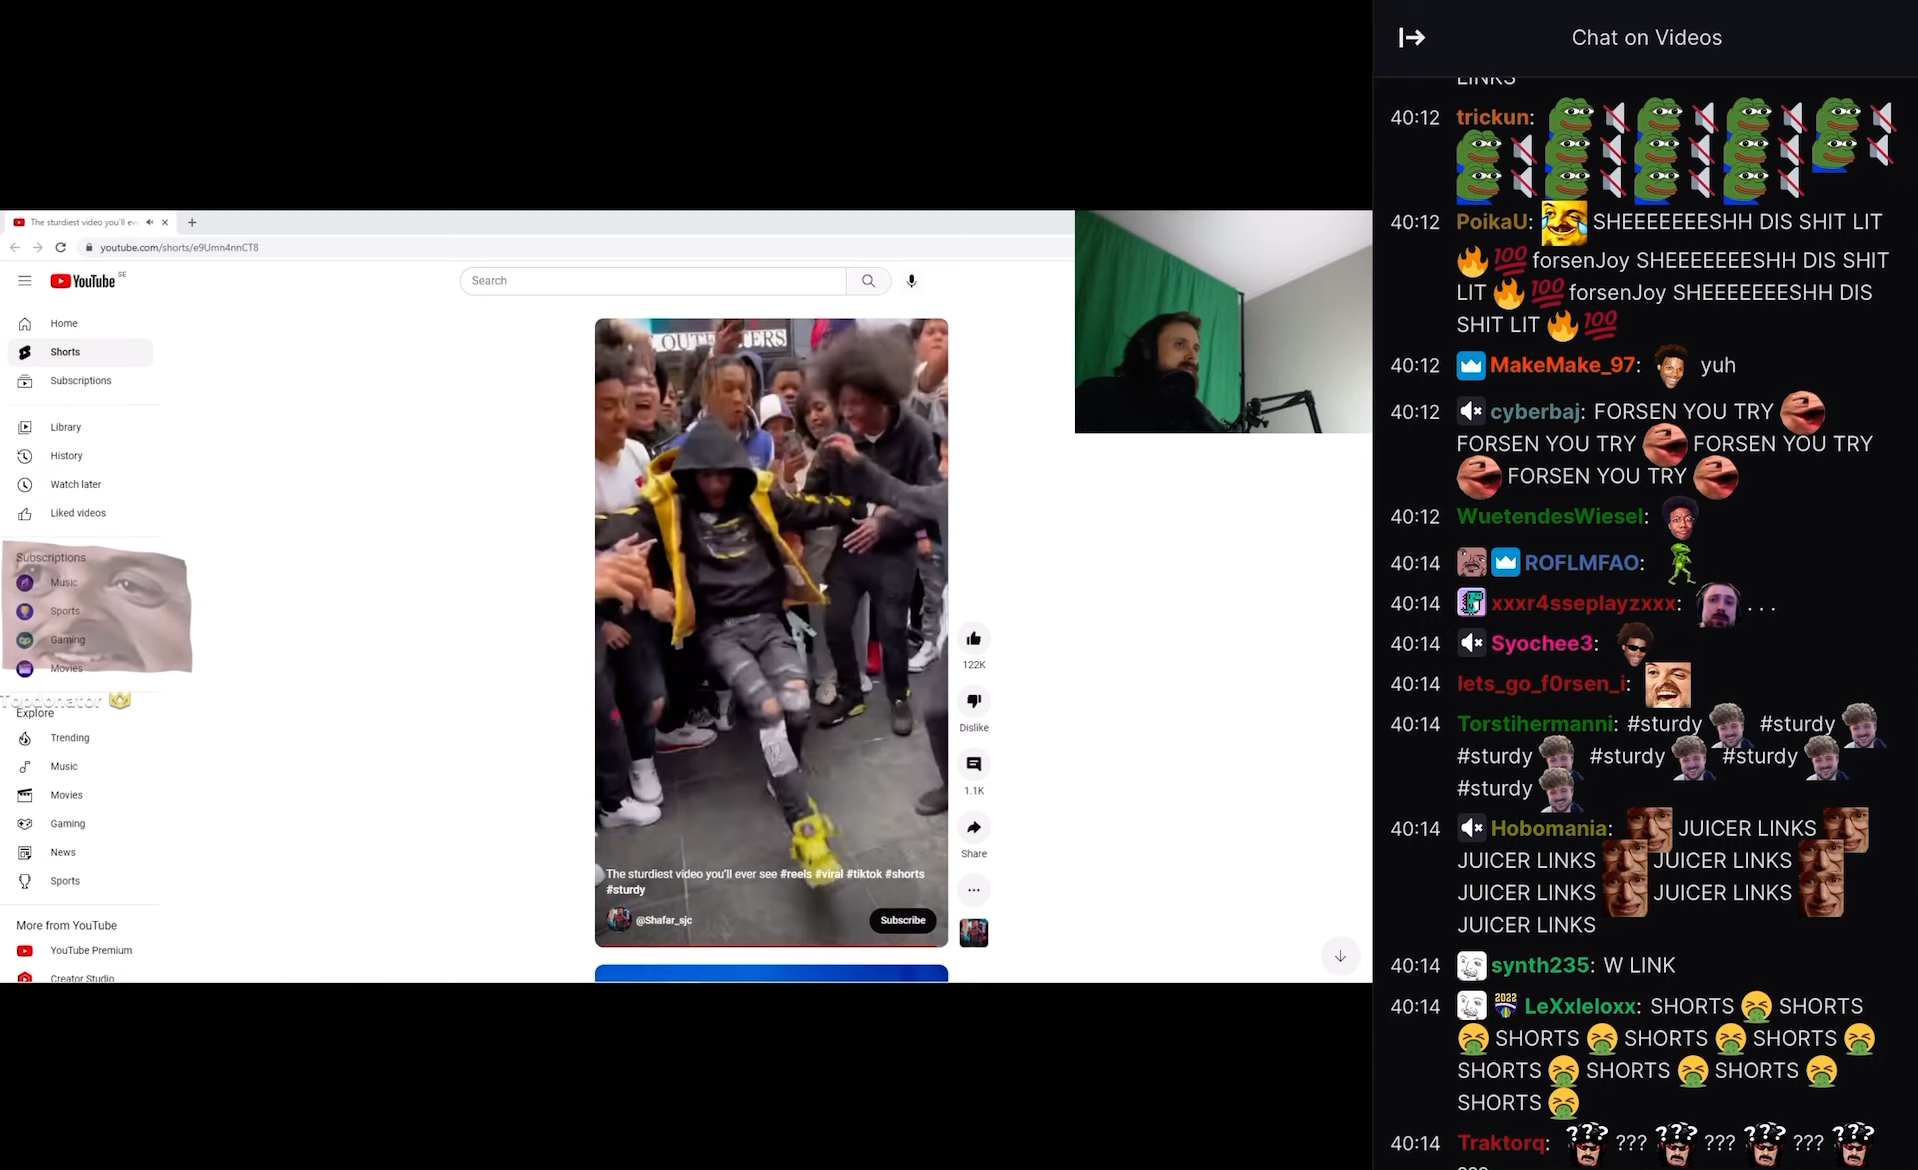 The sturdiest video you'll eve
youtube.com/shorts/e9Umn4nnCT8
YouTube SE
Search
Home
Shorts
Subscriptions
Library
History
Watch later
Liked videos
Subscriptions
Music
Sports
Gaming
Movies
Topdonator
Explore
Trending
Music
Movies
Gaming
News
Sports
More from YouTube
YouTube Premium
Creator Studio
122K
Dislike
1.1K
Share
The sturdiest video you'll ever see #reels #viral #tiktok #shorts
#sturdy
@Shafar_sjc
Subscribe
Chat on Videos
LINKS
40:12 trickun:
40:12 PoikaU: SHEEEEEEESHH DIS SHIT LIT
🔥💯 forsenJoy SHEEEEEEESHH DIS SHIT
LIT 🔥💯 forsenJoy SHEEEEEEESHH DIS
SHIT LIT 🔥💯
40:12 MakeMake_97: yuh
40:12 cyberbaj: FORSEN YOU TRY
FORSEN YOU TRY FORSEN YOU TRY
FORSEN YOU TRY
40:12 WuetendesWiesel:
40:14 ROFLMFAO:
40:14 xxxr4sseplayzxxx: . . .
40:14 Syochee3:
40:14 lets_go_f0rsen_i:
40:14 Torstihermanni: #sturdy #sturdy
#sturdy #sturdy #sturdy
#sturdy
40:14 Hobomania: JUICER LINKS
JUICER LINKS JUICER LINKS
JUICER LINKS JUICER LINKS
JUICER LINKS
40:14 synth235: W LINK
40:14 2022 LeXxleloxx: SHORTS 🤮 SHORTS
🤮 SHORTS 🤮 SHORTS 🤮 SHORTS 🤮
SHORTS 🤮 SHORTS 🤮 SHORTS 🤮
SHORTS 🤮
40:14 Traktorq: ??? ??? ??? ??? ??? ??? ???